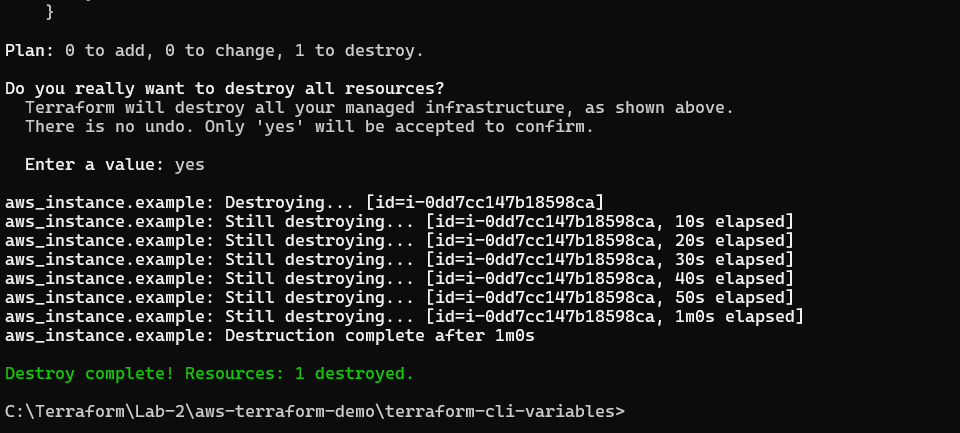 }
Plan: 0 to add, 0 to change, 1 to destroy.
Do you really want to destroy all resources?
Terraform will destroy all your managed infrastructure, as shown above.
There is no undo. Only 'yes' will be accepted to confirm.
Enter a value: yes
aws_instance.example: Destroying... [id=i-0dd7cc147b18598ca]
aws_instance.example: Still destroying... [id=i-0dd7cc147b18598ca, 10s elapsed]
aws_instance.example: Still destroying... [id=i-0dd7cc147b18598ca, 20s elapsed]
aws_instance.example: Still destroying... [id=i-0dd7cc147b18598ca, 30s elapsed]
aws_instance.example: Still destroying... [id=i-0dd7cc147b18598ca, 40s elapsed]
aws_instance.example: Still destroying... [id=i-0dd7cc147b18598ca, 50s elapsed]
aws_instance.example: Still destroying... [id=i-0dd7cc147b18598ca, 1m0s elapsed]
aws_instance.example: Destruction complete after 1m0s
Destroy complete! Resources: 1 destroyed.
C:\Terraform\Lab-2\aws-terraform-demo\terraform-cli-variables>